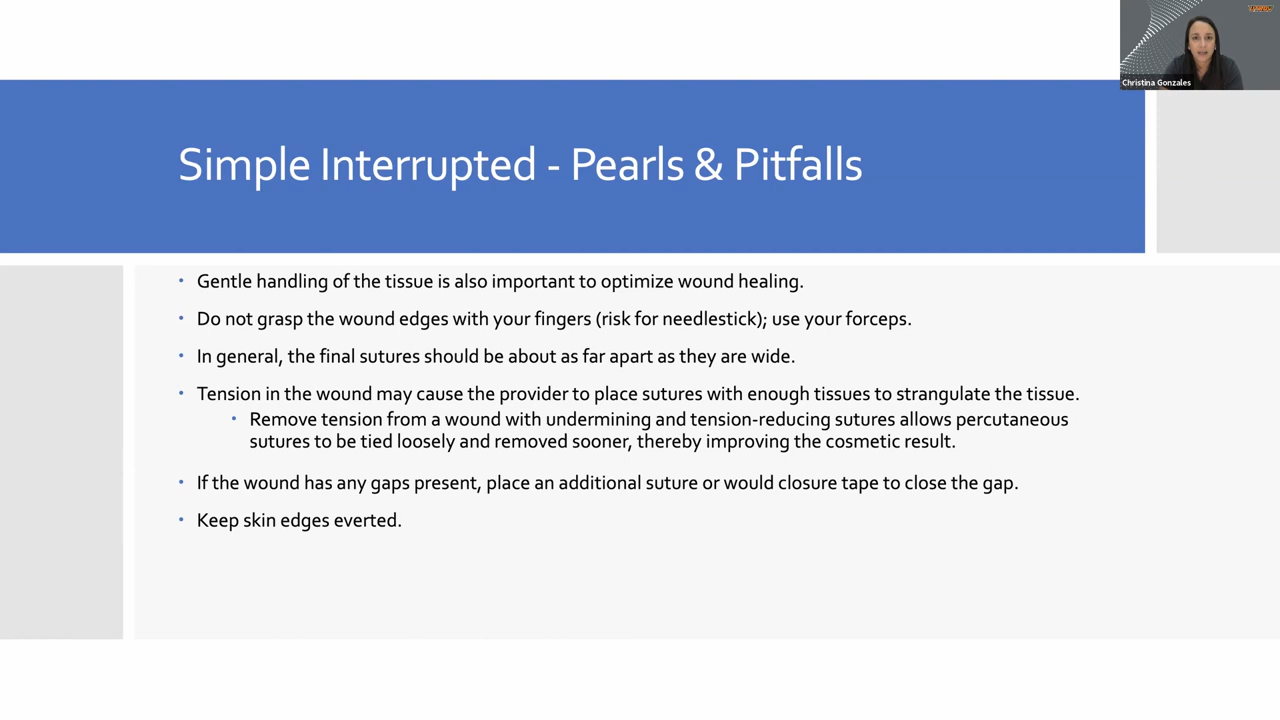 Christina Gonzales
Simple Interrupted - Pearls & Pitfalls
• Gentle handling of the tissue is also important to optimize wound healing.
• Do not grasp the wound edges with your fingers (risk for needlestick); use your forceps.
• In general, the final sutures should be about as far apart as they are wide.
• Tension in the wound may cause the provider to place sutures with enough tissues to strangulate the tissue.
• Remove tension from a wound with undermining and tension-reducing sutures allows percutaneous
sutures to be tied loosely and removed sooner, thereby improving the cosmetic result.
• If the wound has any gaps present, place an additional suture or would closure tape to close the gap.
• Keep skin edges everted.